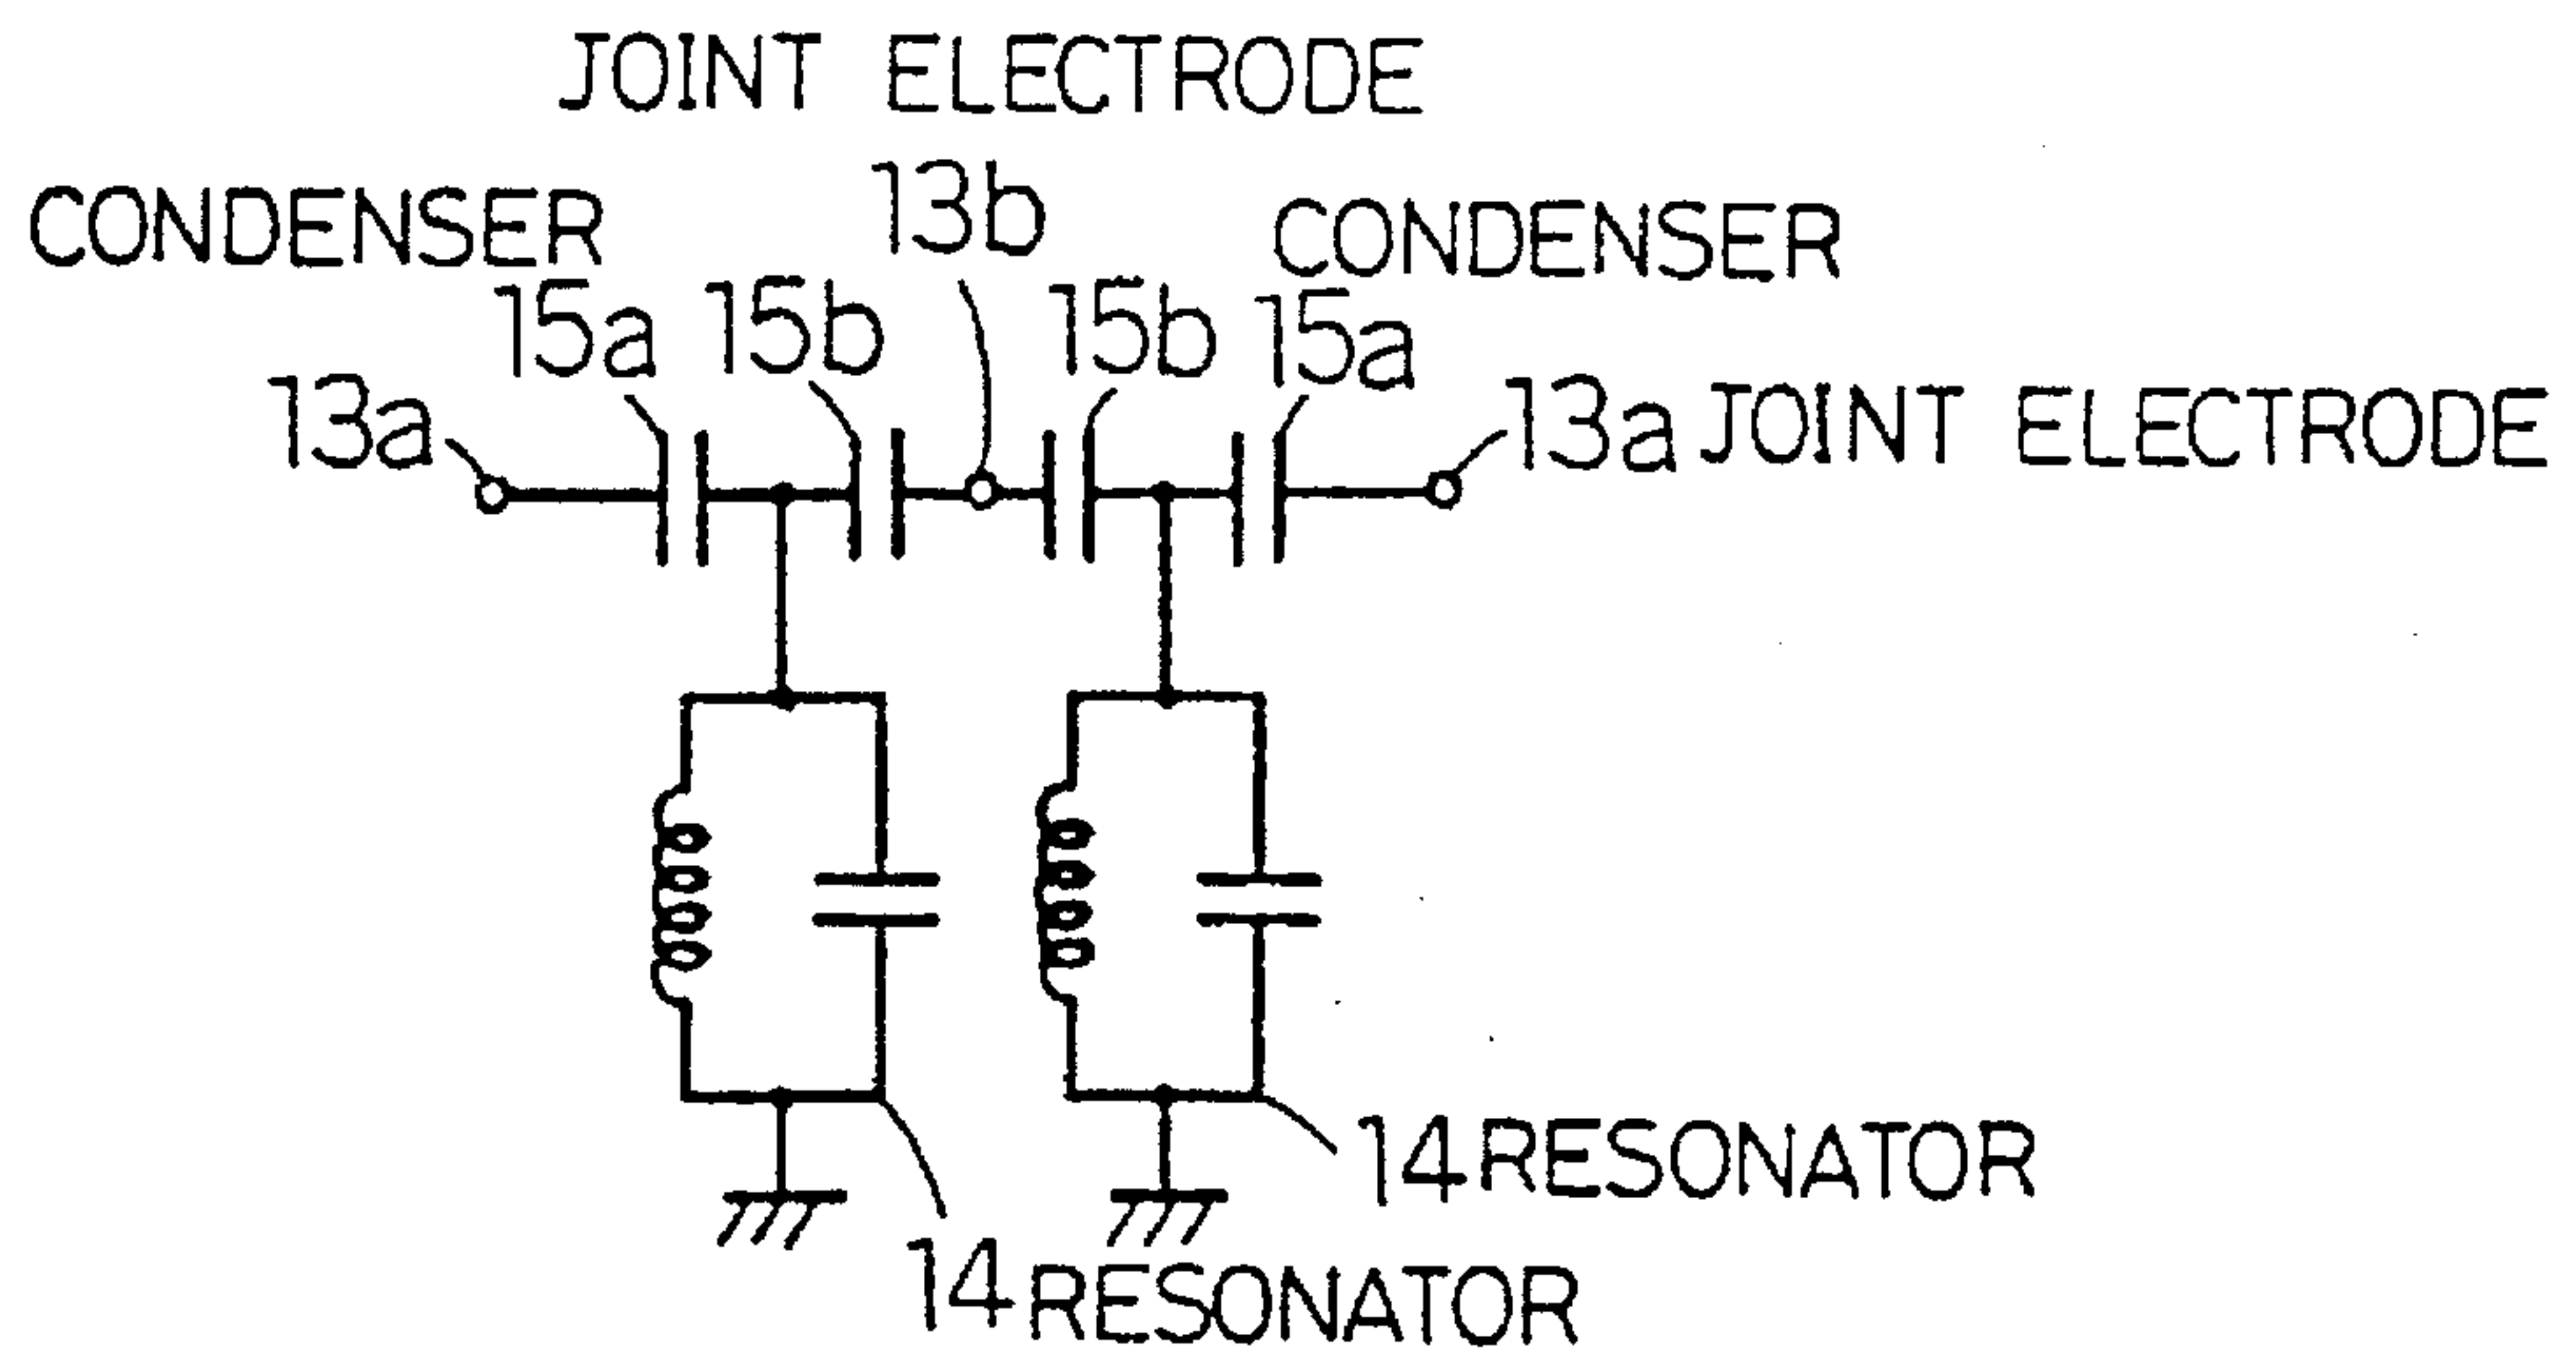 JOINT ELECTRODE
13b
CONDENSER
CONDENSER
15a 15b 15b 15a
13a
13a JOINT ELECTRODE
14 RESONATOR
14 RESONATOR